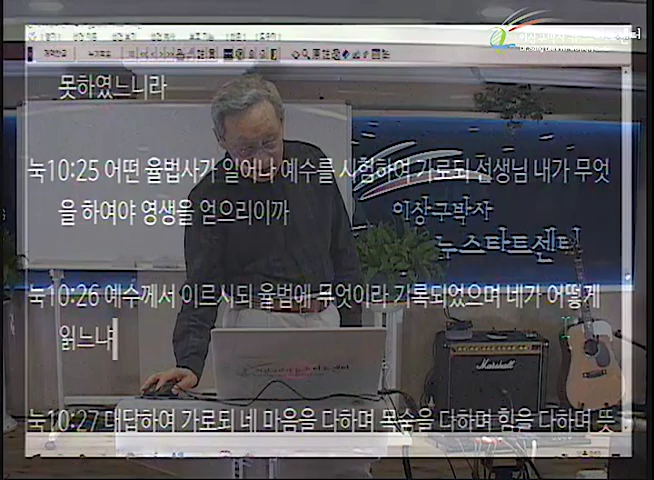 못하였느니라
눅10:25 어떤 율법사가 일어나 예수를 시험하여 가로되 선생님 내가 무엇
을 하여야 영생을 얻으리이까
이상구박사
뉴스타트센터
눅10:26 예수께서 이르시되 율법에 무엇이라 기록되었으며 네가 어떻게
읽느냐
Marshall
눅10:27 대답하여 가로되 네 마음을 다하며 목숨을 다하며 힘을 다하며 뜻